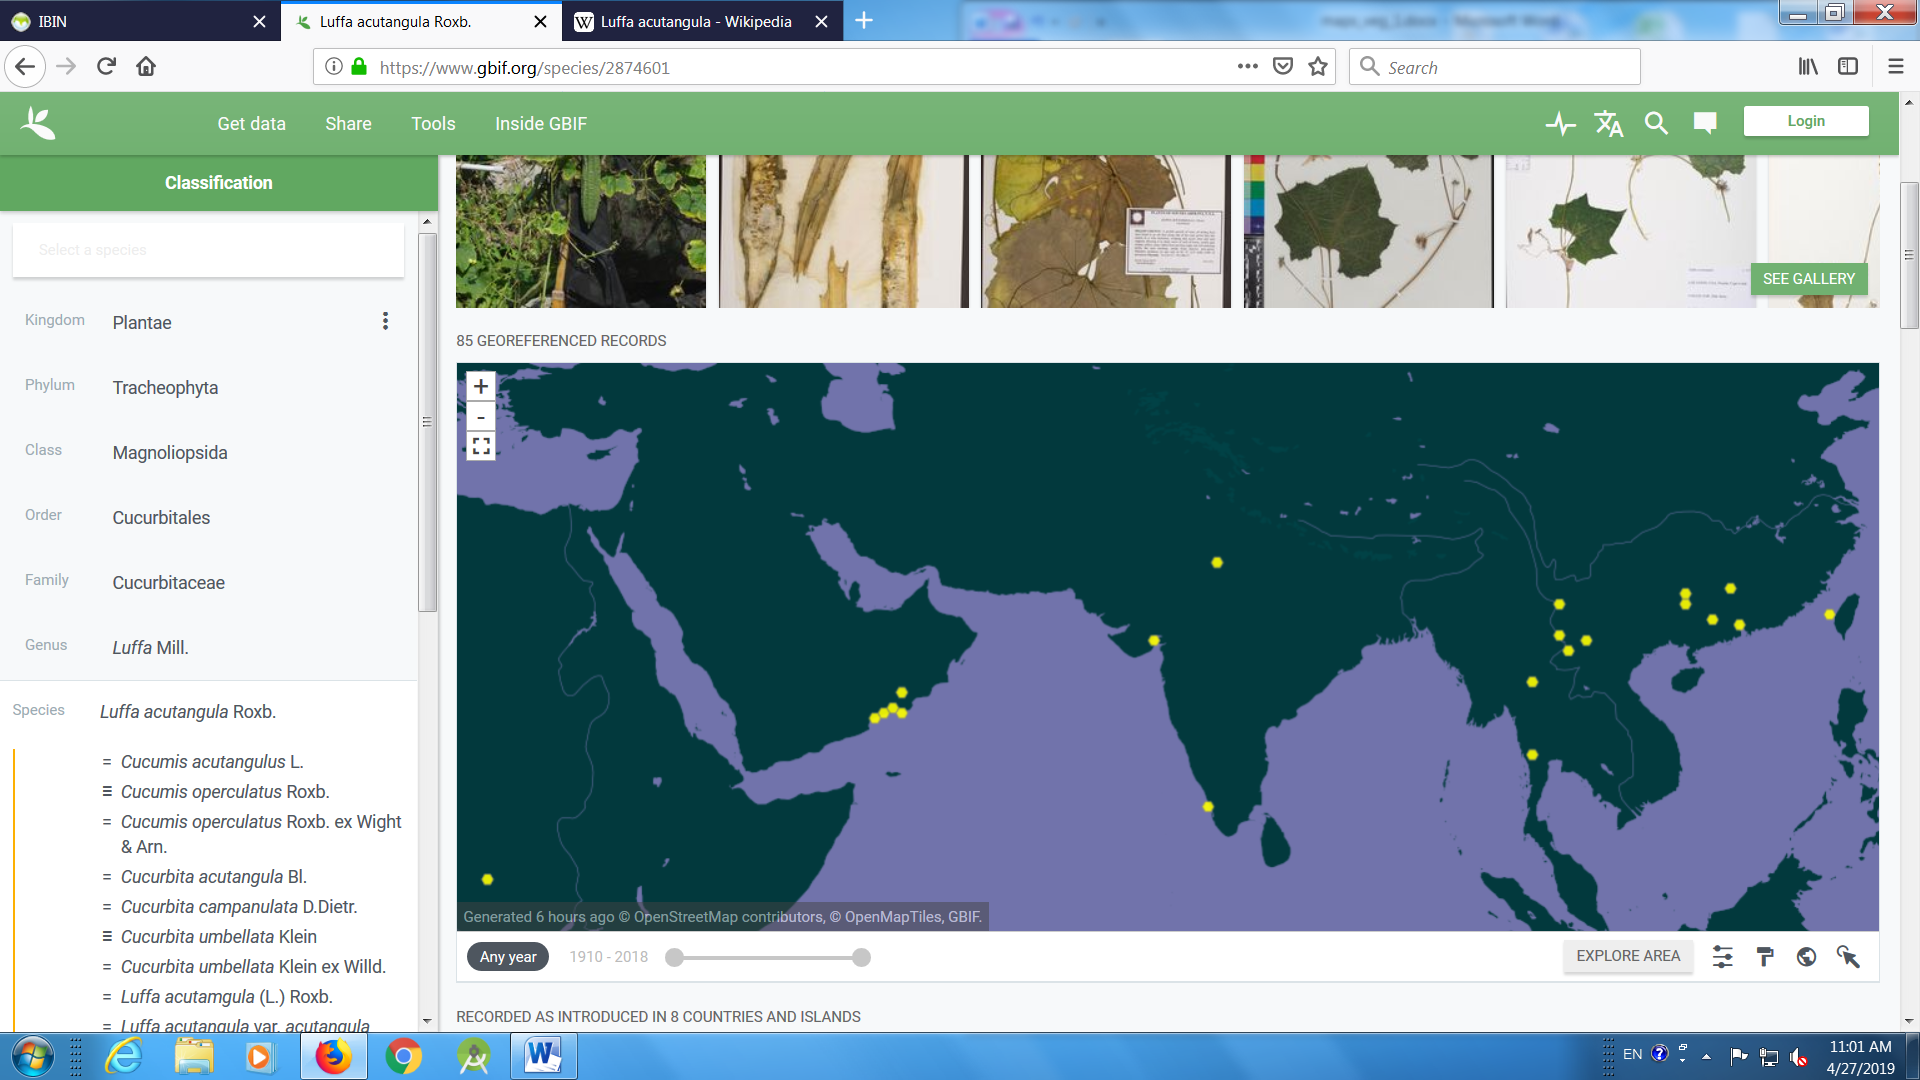 IBIN
Luffa acutangula Roxb.
Luffa acutangula - Wikipedia
https://www.gbif.org/species/2874601
Search
Get data
Share
Tools
Inside GBIF
Login
Classification
Select a species
Kingdom Plantae
Phylum Tracheophyta
Class Magnoliopsida
Order Cucurbitales
Family Cucurbitaceae
Genus Luffa Mill.
Species Luffa acutangula Roxb.
= Cucumis acutangulus L.
≡ Cucumis operculatus Roxb.
= Cucumis operculatus Roxb. ex Wight
& Arn.
= Cucurbita acutangula Bl.
= Cucurbita campanulata D.Dietr.
≡ Cucurbita umbellata Klein
= Cucurbita umbellata Klein ex Willd.
= Luffa acutamgula (L.) Roxb.
= Luffa acutangula var. acutangula
SEE GALLERY
85 GEOREFERENCED RECORDS
+
-
Generated 6 hours ago © OpenStreetMap contributors, © OpenMapTiles, GBIF.
Any year
1910 - 2018
EXPLORE AREA
RECORDED AS INTRODUCED IN 8 COUNTRIES AND ISLANDS
EN
11:01 AM
4/27/2019